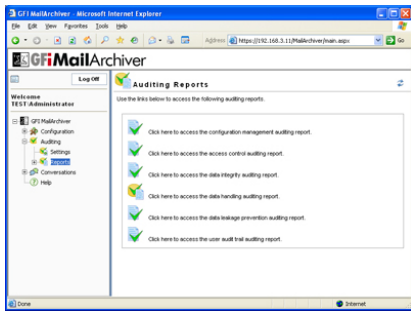 GFI MailArchiver - Microsoft Internet Explorer
File Edit View Favorites Tools Help
Address https://192.168.3.11/MailArchiver/main.aspx Go
GFiMailArchiver
Log Off
Welcome
TEST\Administrator
GFI MailArchiver
Configuration
Auditing
Settings
Reports
Conversations
Help
Auditing Reports
Use the links below to access the following auditing reports.
Click here to access the configuration management auditing report.
Click here to access the access control auditing report.
Click here to access the data integrity auditing report.
Click here to access the data handling auditing report.
Click here to access the data leakage prevention auditing report.
Click here to access the user audit trail auditing report.
Done
Internet